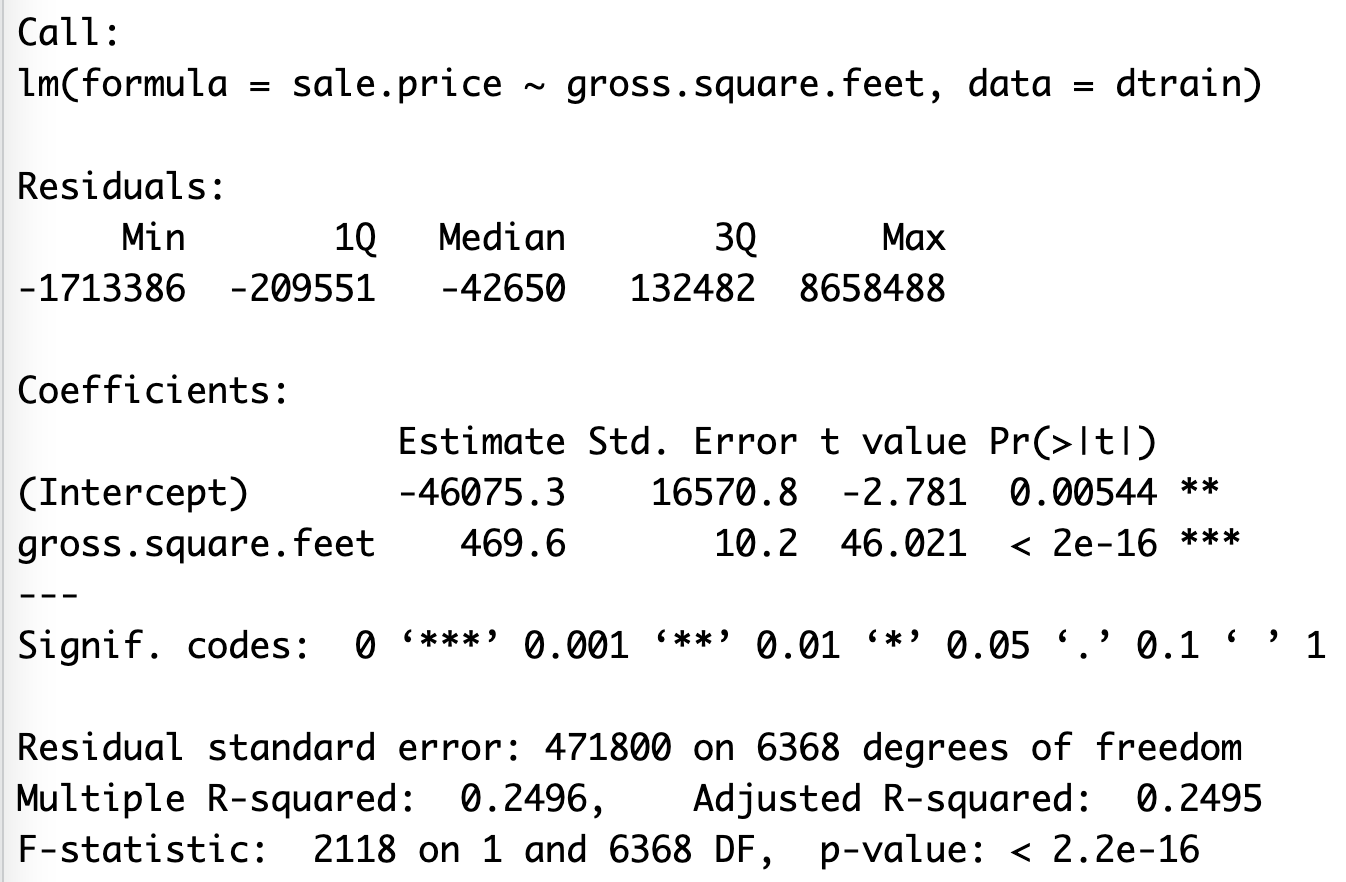 Call:
lm(formula = sale.price ~ gross.square.feet, data = dtrain)
Residuals:
     Min       1Q   Median       3Q      Max
-1713386  -209551   -42650   132482  8658488
Coefficients:
                  Estimate Std. Error t value Pr(>|t|)
(Intercept)       -46075.3    16570.8  -2.781  0.00544 **
gross.square.feet    469.6       10.2  46.021  < 2e-16 ***
---
Signif. codes:  0 ‘***’ 0.001 ‘**’ 0.01 ‘*’ 0.05 ‘.’ 0.1 ‘ ’ 1
Residual standard error: 471800 on 6368 degrees of freedom
Multiple R-squared:  0.2496,    Adjusted R-squared:  0.2495
F-statistic:  2118 on 1 and 6368 DF,  p-value: < 2.2e-16